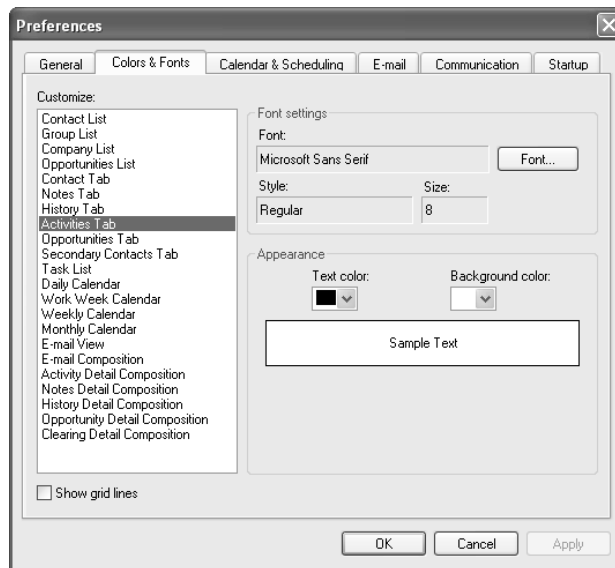 Preferences
General Colors & Fonts Calendar & Scheduling E-mail Communication Startup
Customize:
Contact List
Group List
Company List
Opportunities List
Contact Tab
Notes Tab
History Tab
Activities Tab
Opportunities Tab
Secondary Contacts Tab
Task List
Daily Calendar
Work Week Calendar
Weekly Calendar
Monthly Calendar
E-mail View
E-mail Composition
Activity Detail Composition
Notes Detail Composition
History Detail Composition
Opportunity Detail Composition
Clearing Detail Composition
Show grid lines
Font settings
Font:
Microsoft Sans Serif Font...
Style: Size:
Regular 8
Appearance
Text color: Background color:
Sample Text
OK Cancel Apply